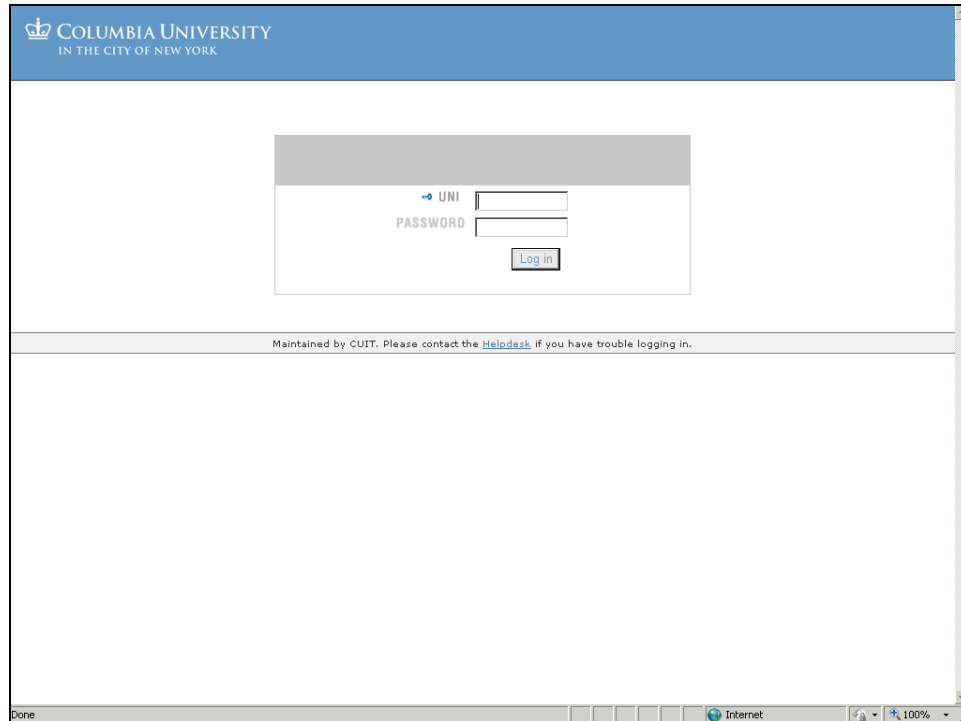 COLUMBIA UNIVERSITY
IN THE CITY OF NEW YORK
UNI
PASSWORD
Log in
Maintained by CUIT. Please contact the Helpdesk if you have trouble logging in.
Done
Internet
100%